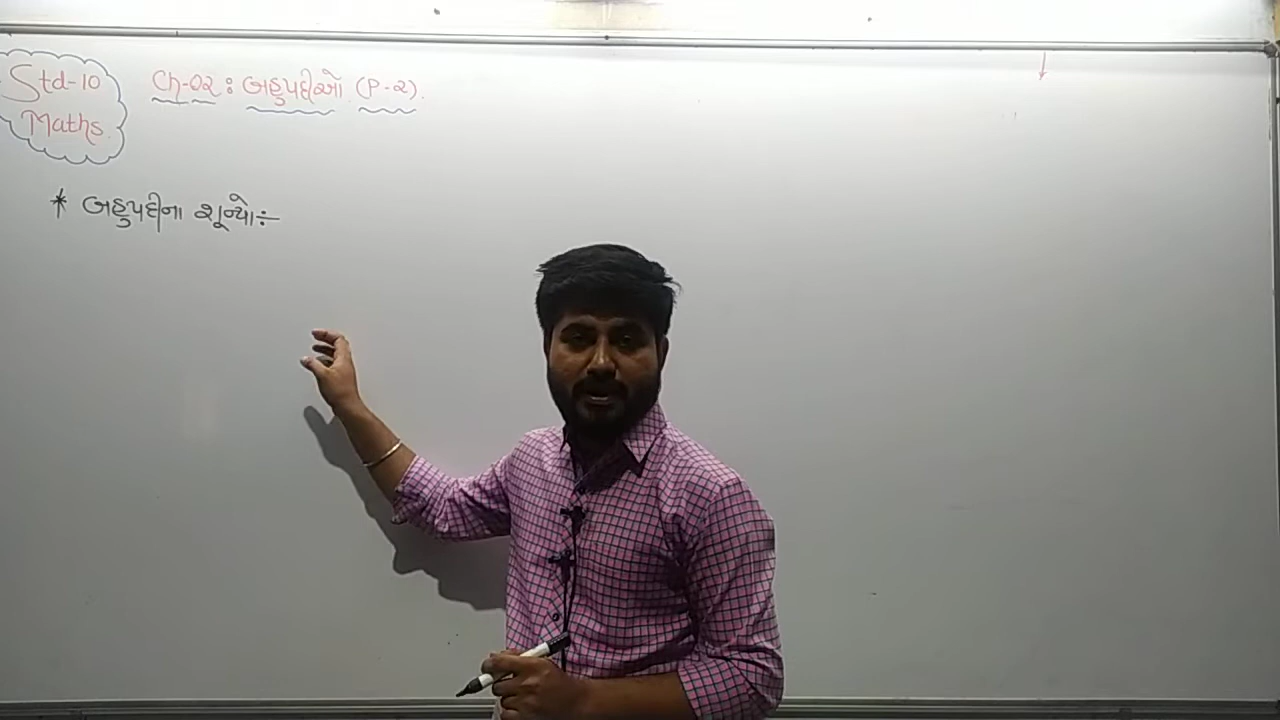 Std-10
Maths.
Ch-02 : બહુપદીઓ (P-2).
* બહુપદીના શૂન્યો:-